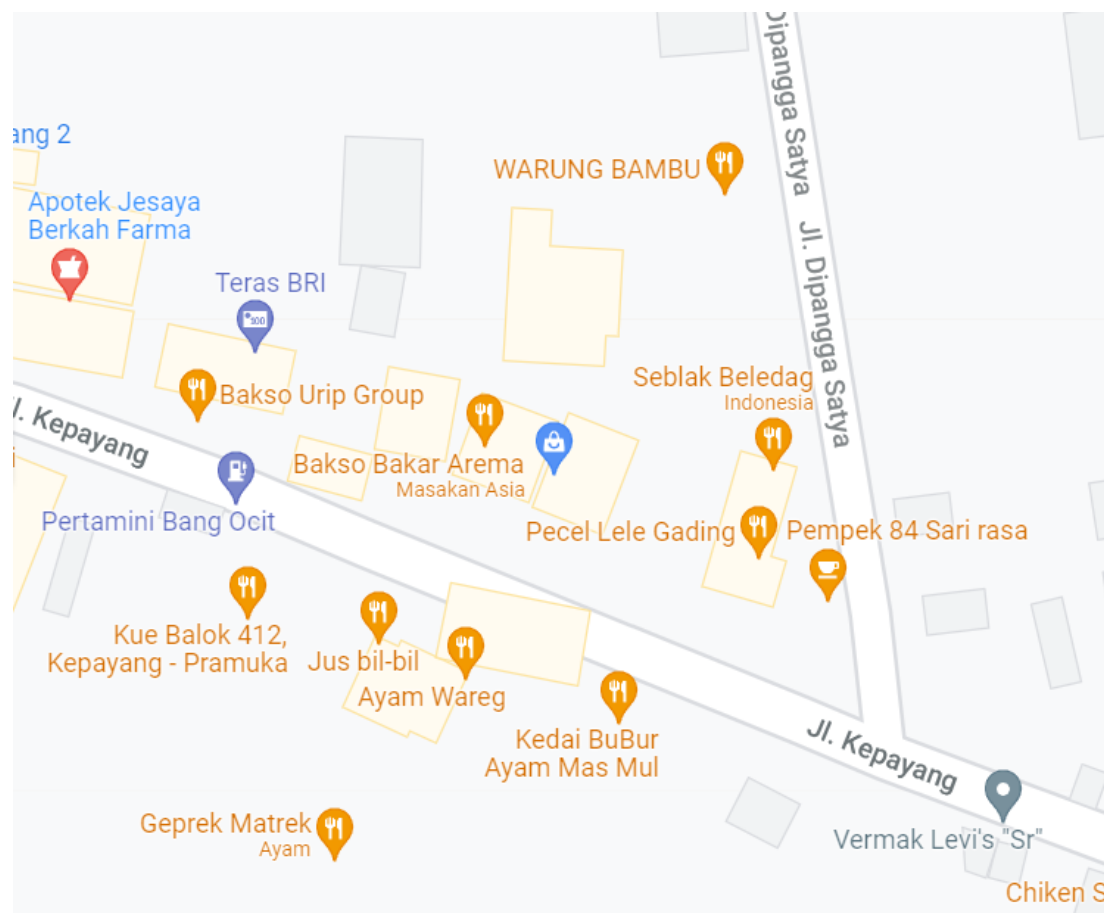 ang 2
WARUNG BAMBU
Dipangga Satya
Apotek Jesaya
Berkah Farma
Jl. Dipangga Satya
Teras BRI
100
Seblak Beledag
Indonesia
Bakso Urip Group
l. Kepayang
Bakso Bakar Arema
Masakan Asia
Pertamini Bang Ocit
Pecel Lele Gading
Pempek 84 Sari rasa
Kue Balok 412,
Kepayang - Pramuka
Jus bil-bil
Ayam Wareg
Kedai BuBur
Ayam Mas Mul
Jl. Kepayang
Geprek Matrek
Ayam
Vermak Levi's "Sr"
Chiken S